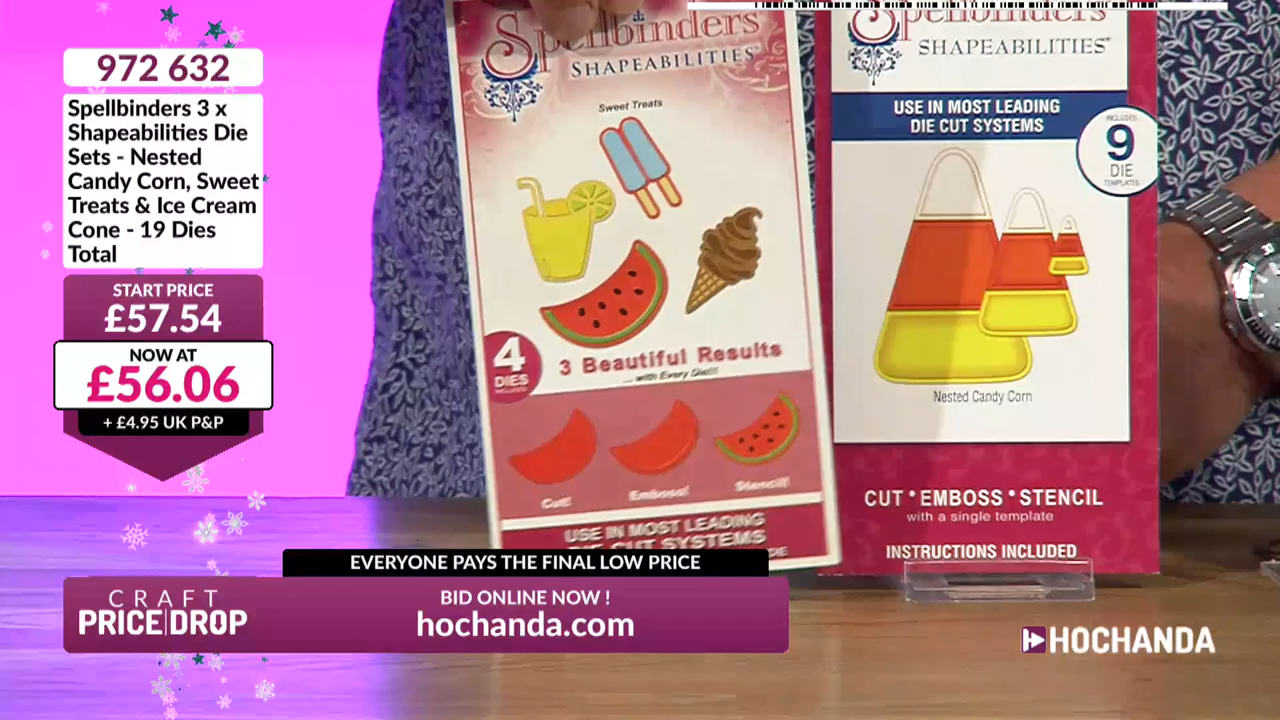 972 632
Spellbinders 3 x
Shapeabilities Die
Sets - Nested
Candy Corn, Sweet
Treats & Ice Cream
Cone - 19 Dies
Total
START PRICE
£57.54
NOW AT
£56.06
+ £4.95 UK P&P
Spellbinders
SHAPEABILITIES
Sweet Treats
4
DIES
3 Beautiful Results
... with Every Die!!!
Cut!
Emboss!
Stencil!
USE IN MOST LEADING
DIE CUT SYSTEMS
Spellbinders
SHAPEABILITIES®
USE IN MOST LEADING
DIE CUT SYSTEMS
INCLUDES
9
DIE
TEMPLATES
Nested Candy Corn
CUT • EMBOSS • STENCIL
with a single template
INSTRUCTIONS INCLUDED
EVERYONE PAYS THE FINAL LOW PRICE
CRAFT
PRICE DROP
BID ONLINE NOW !
hochanda.com
HOCHANDA